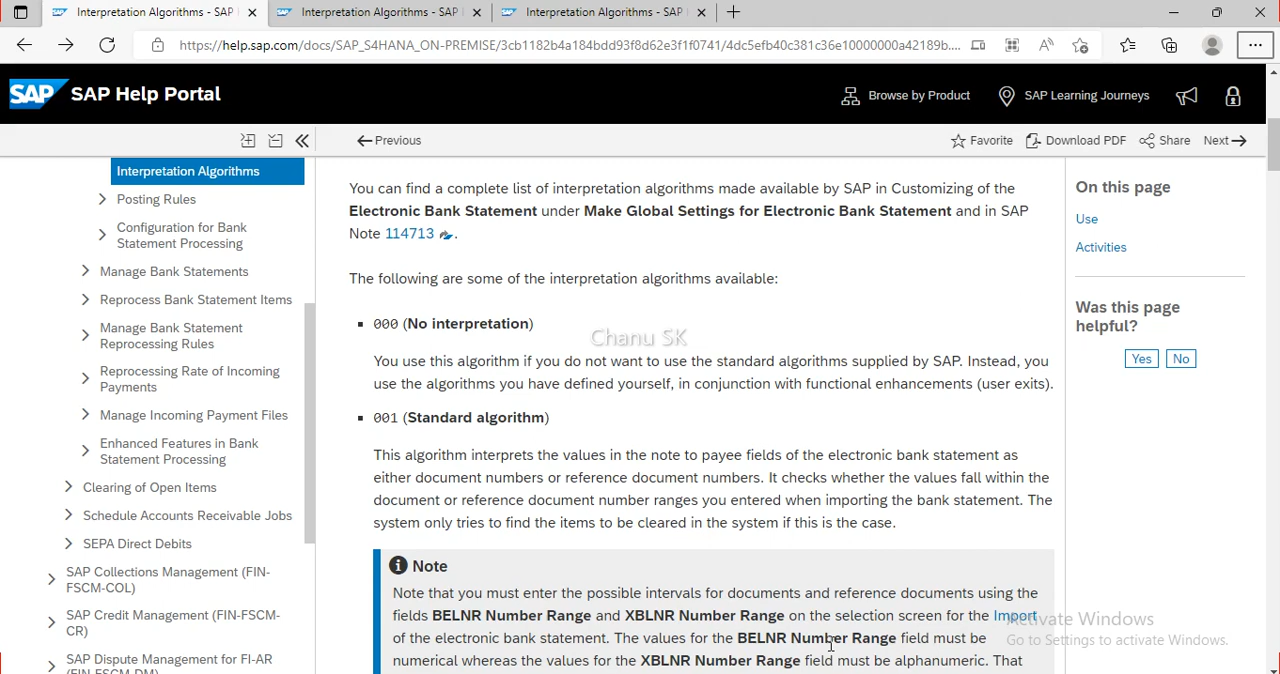 Interpretation Algorithms - SAP
Interpretation Algorithms - SAP
Interpretation Algorithms - SAP
https://help.sap.com/docs/SAP_S4HANA_ON-PREMISE/3cb1182b4a184bdd93f8d62e3f1f0741/4dc5efb40c381c36e10000000a42189b....
SAP SAP Help Portal
Browse by Product
SAP Learning Journeys
Previous
Favorite
Download PDF
Share
Next
Interpretation Algorithms
Posting Rules
Configuration for Bank
Statement Processing
Manage Bank Statements
Reprocess Bank Statement Items
Manage Bank Statement
Reprocessing Rules
Reprocessing Rate of Incoming
Payments
Manage Incoming Payment Files
Enhanced Features in Bank
Statement Processing
Clearing of Open Items
Schedule Accounts Receivable Jobs
SEPA Direct Debits
SAP Collections Management (FIN-
FSCM-COL)
SAP Credit Management (FIN-FSCM-
CR)
SAP Dispute Management for FI-AR
(FIN-FSCM-DM)
You can find a complete list of interpretation algorithms made available by SAP in Customizing of the
Electronic Bank Statement under Make Global Settings for Electronic Bank Statement and in SAP
Note 114713 .
The following are some of the interpretation algorithms available:
▪ 000 (No interpretation)
Chanu SK
You use this algorithm if you do not want to use the standard algorithms supplied by SAP. Instead, you
use the algorithms you have defined yourself, in conjunction with functional enhancements (user exits).
▪ 001 (Standard algorithm)
This algorithm interprets the values in the note to payee fields of the electronic bank statement as
either document numbers or reference document numbers. It checks whether the values fall within the
document or reference document number ranges you entered when importing the bank statement. The
system only tries to find the items to be cleared in the system if this is the case.
Note
Note that you must enter the possible intervals for documents and reference documents using the
fields BELNR Number Range and XBLNR Number Range on the selection screen for the Import
of the electronic bank statement. The values for the BELNR Number Range field must be
numerical whereas the values for the XBLNR Number Range field must be alphanumeric. That
On this page
Use
Activities
Was this page
helpful?
Yes
No
Activate Windows
Go to Settings to activate Windows.